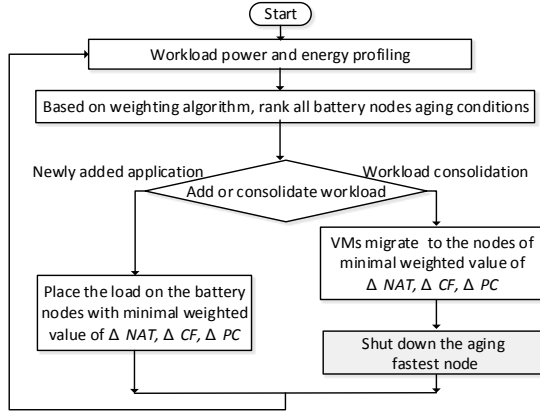 Start
Workload power and energy profiling
Based on weighting algorithm, rank all battery nodes aging conditions
Newly added application
Workload consolidation
Add or consolidate workload
VMs migrate to the nodes of
minimal weighted value of
Δ NAT, Δ CF, Δ PC
Place the load on the battery
nodes with minimal weighted
value of Δ NAT, Δ CF, Δ PC
Shut down the aging
fastest node